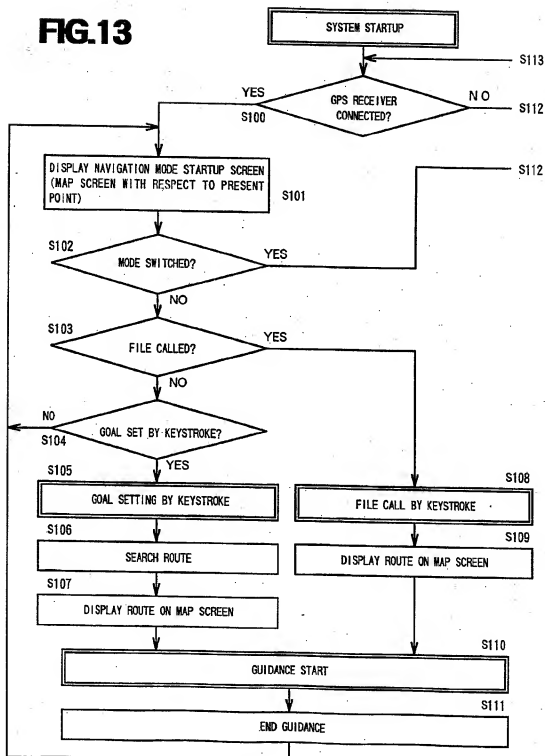 FIG.13
SYSTEM STARTUP
S113
YES
NO
GPS RECEIVER
CONNECTED?
S100
S112
DISPLAY NAVIGATION MODE STARTUP SCREEN
(MAP SCREEN WITH RESPECT TO PRESENT
POINT)
S101
S112
S102
YES
MODE SWITCHED?
NO
S103
YES
FILE CALLED?
NO
NO
GOAL SET BY KEYSTROKE?
S104
YES
S105
GOAL SETTING BY KEYSTROKE
S108
FILE CALL BY KEYSTROKE
S106
SEARCH ROUTE
S109
DISPLAY ROUTE ON MAP SCREEN
S107
DISPLAY ROUTE ON MAP SCREEN
S110
GUIDANCE START
S111
END GUIDANCE